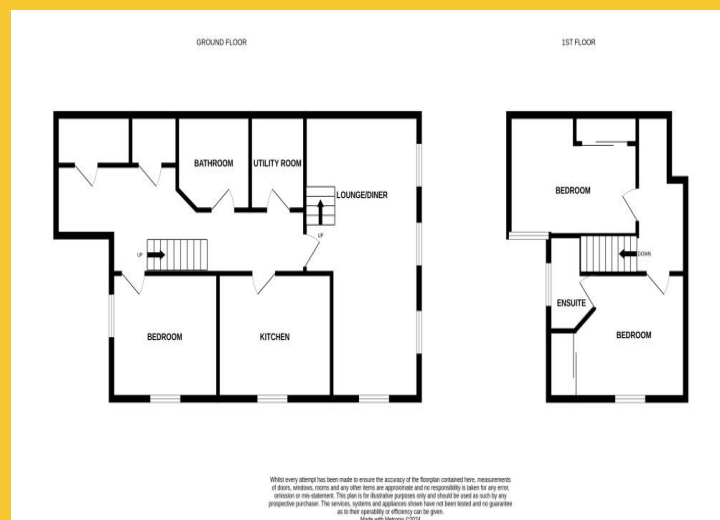 GROUND FLOOR
1ST FLOOR
BATHROOM
UTILITY ROOM
LOUNGE/DINER
UP
UP
BEDROOM
KITCHEN
BEDROOM
DOWN
ENSUITE
BEDROOM
Whilst every attempt has been made to ensure the accuracy of the floorplan contained here, measurements
of doors, windows, rooms and any other items are approximate and no responsibility is taken for any error,
omission or mis-statement. This plan is for illustrative purposes only and should be used as such by any
prospective purchaser. The services, systems and appliances shown have not been tested and no guarantee
as to their operability or efficiency can be given.
Made with Metropix ©2024